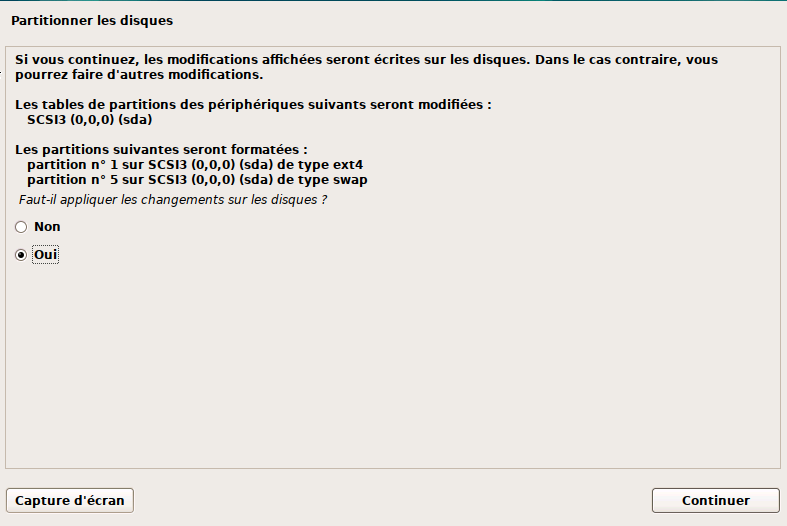 Partitionner les disques
Si vous continuez, les modifications affichées seront écrites sur les disques. Dans le cas contraire, vous
pourrez faire d'autres modifications.
Les tables de partitions des périphériques suivants seront modifiées :
SCSI3 (0,0,0) (sda)
Les partitions suivantes seront formatées :
partition n° 1 sur SCSI3 (0,0,0) (sda) de type ext4
partition n° 5 sur SCSI3 (0,0,0) (sda) de type swap
Faut-il appliquer les changements sur les disques ?
Non
Oui
Capture d'écran
Continuer